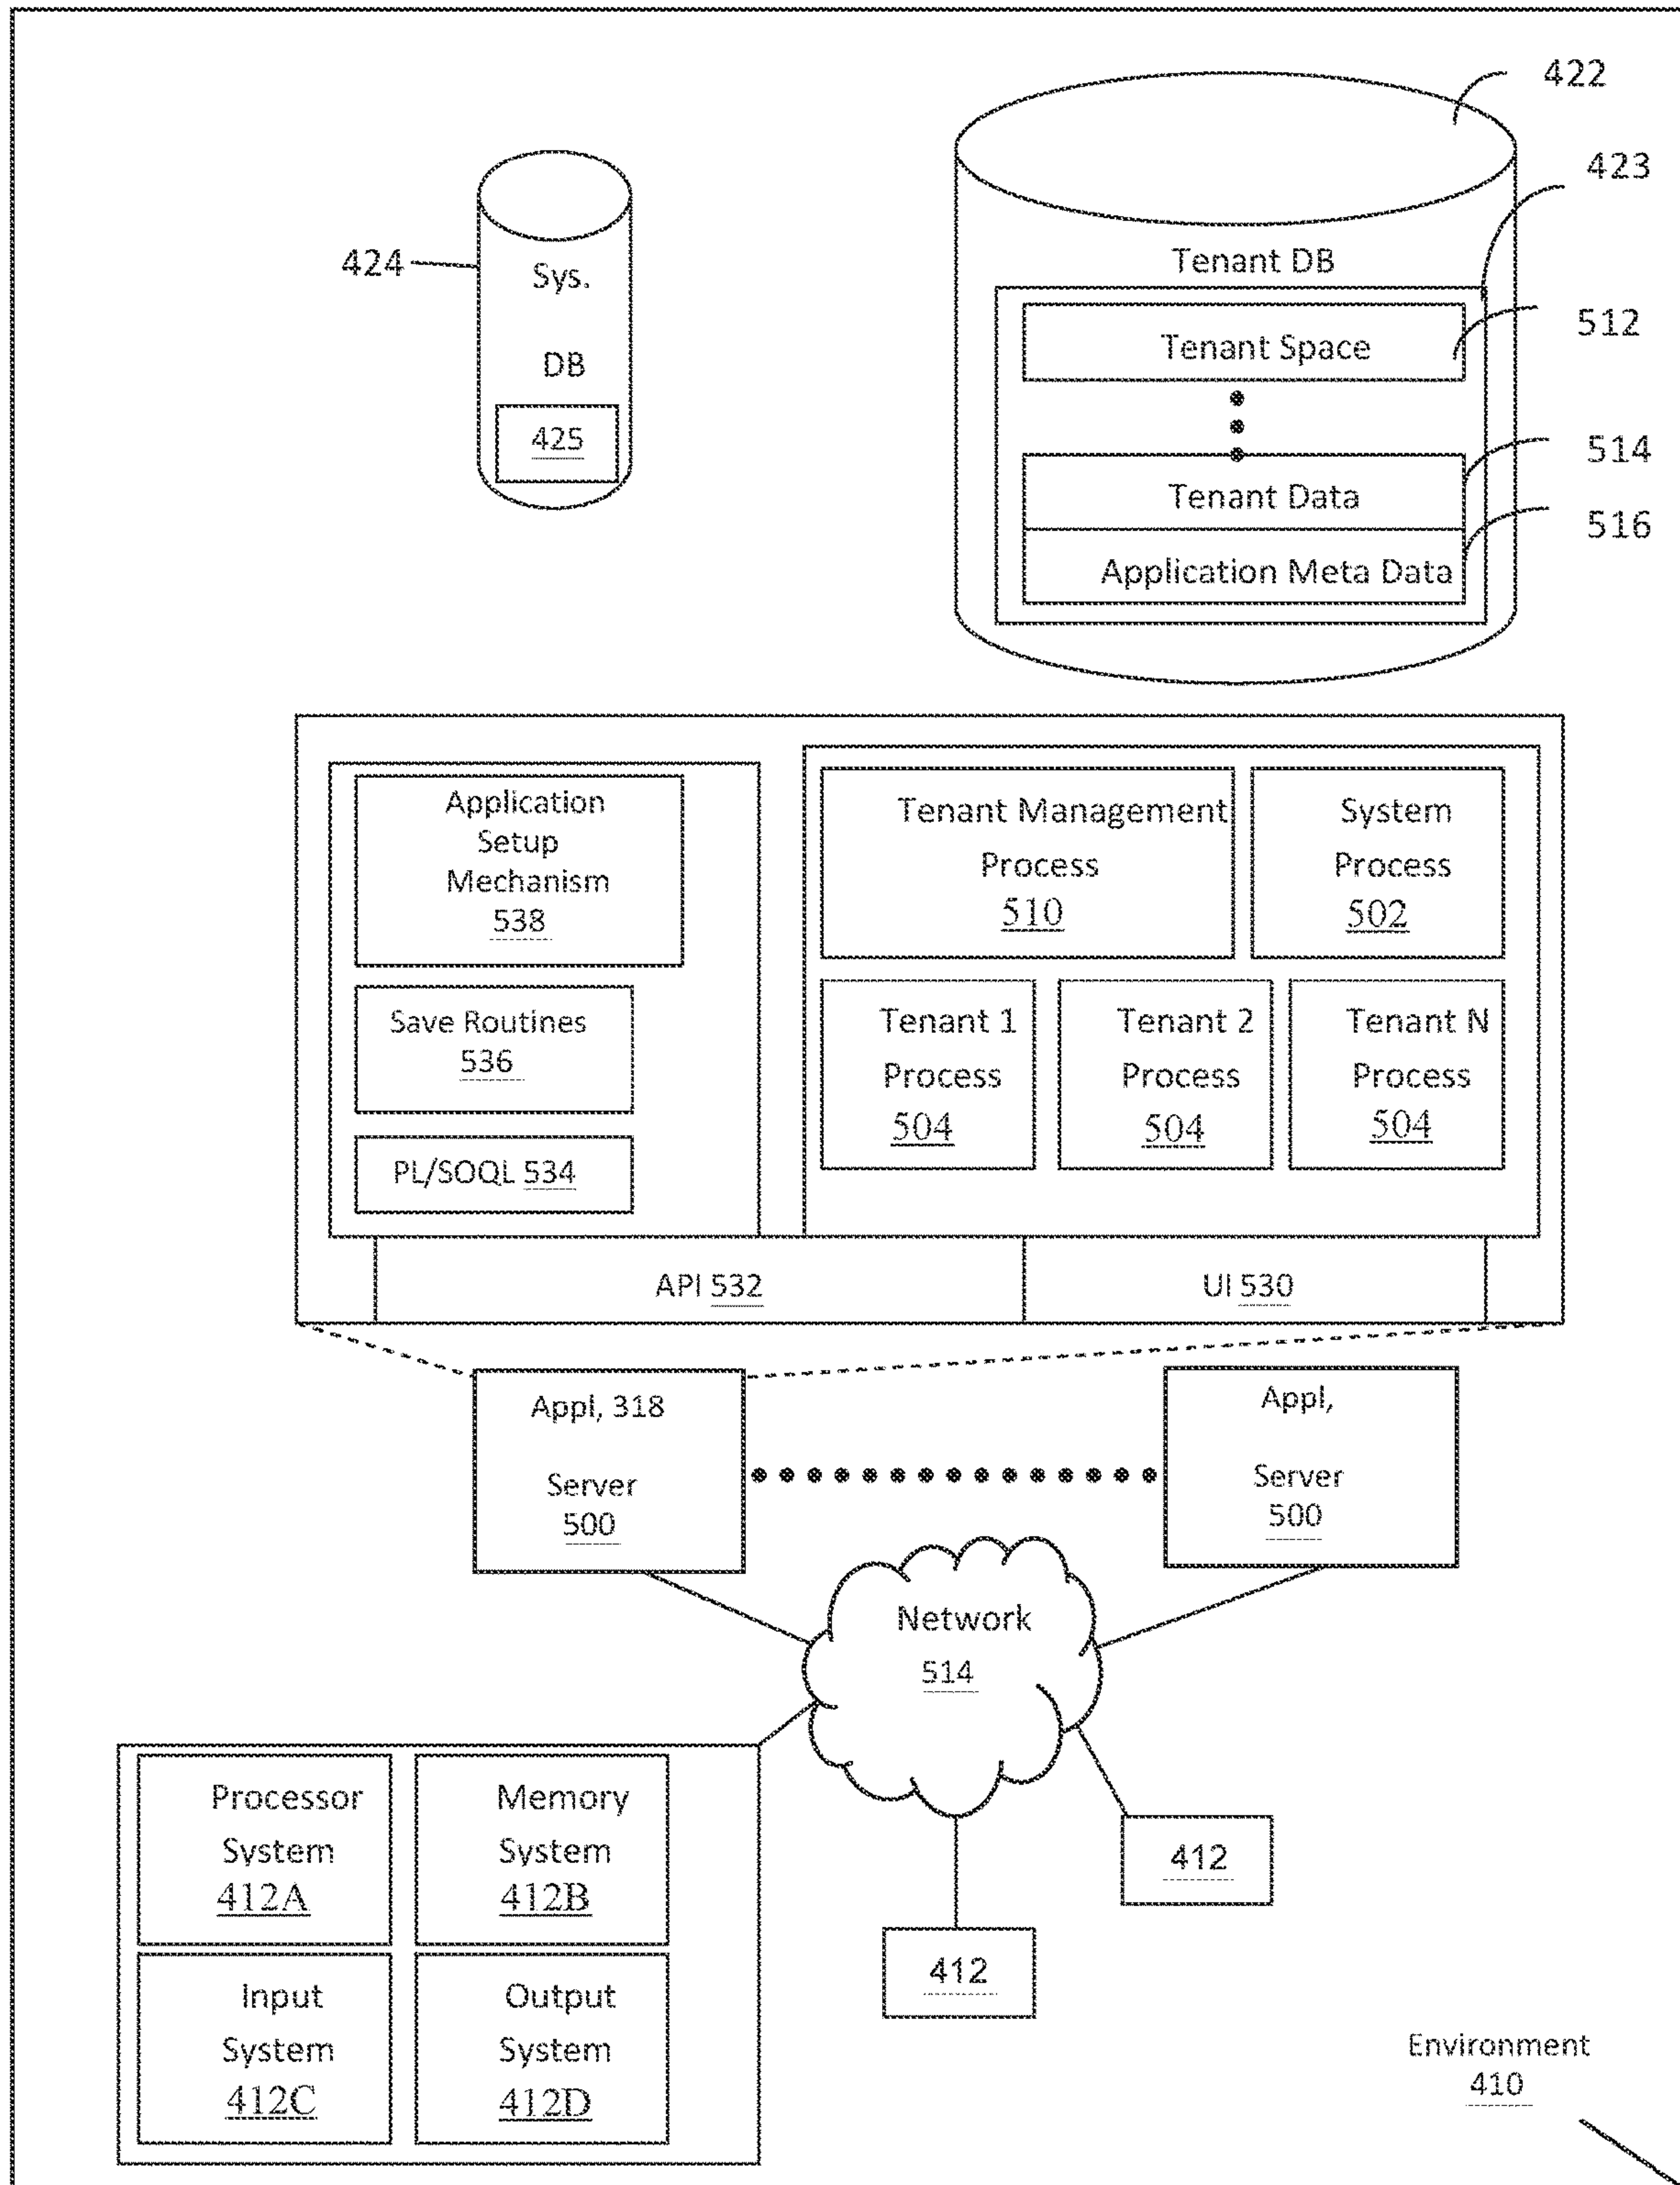 422
423
424
Sys.
DB
425
Tenant DB
Tenant Space
512
514
Tenant Data
516
Application Meta Data
Application
Setup
Mechanism
538
Save Routines
536
PL/SOQL 534
Tenant Management
Process
510
System
Process
502
Tenant 1
Process
504
Tenant 2
Process
504
Tenant N
Process
504
API 532
UI 530
Appl, 318
Server
500
Appl,
Server
500
Network
514
Processor
System
412A
Memory
System
412B
Input
System
412C
Output
System
412D
412
412
Environment
410